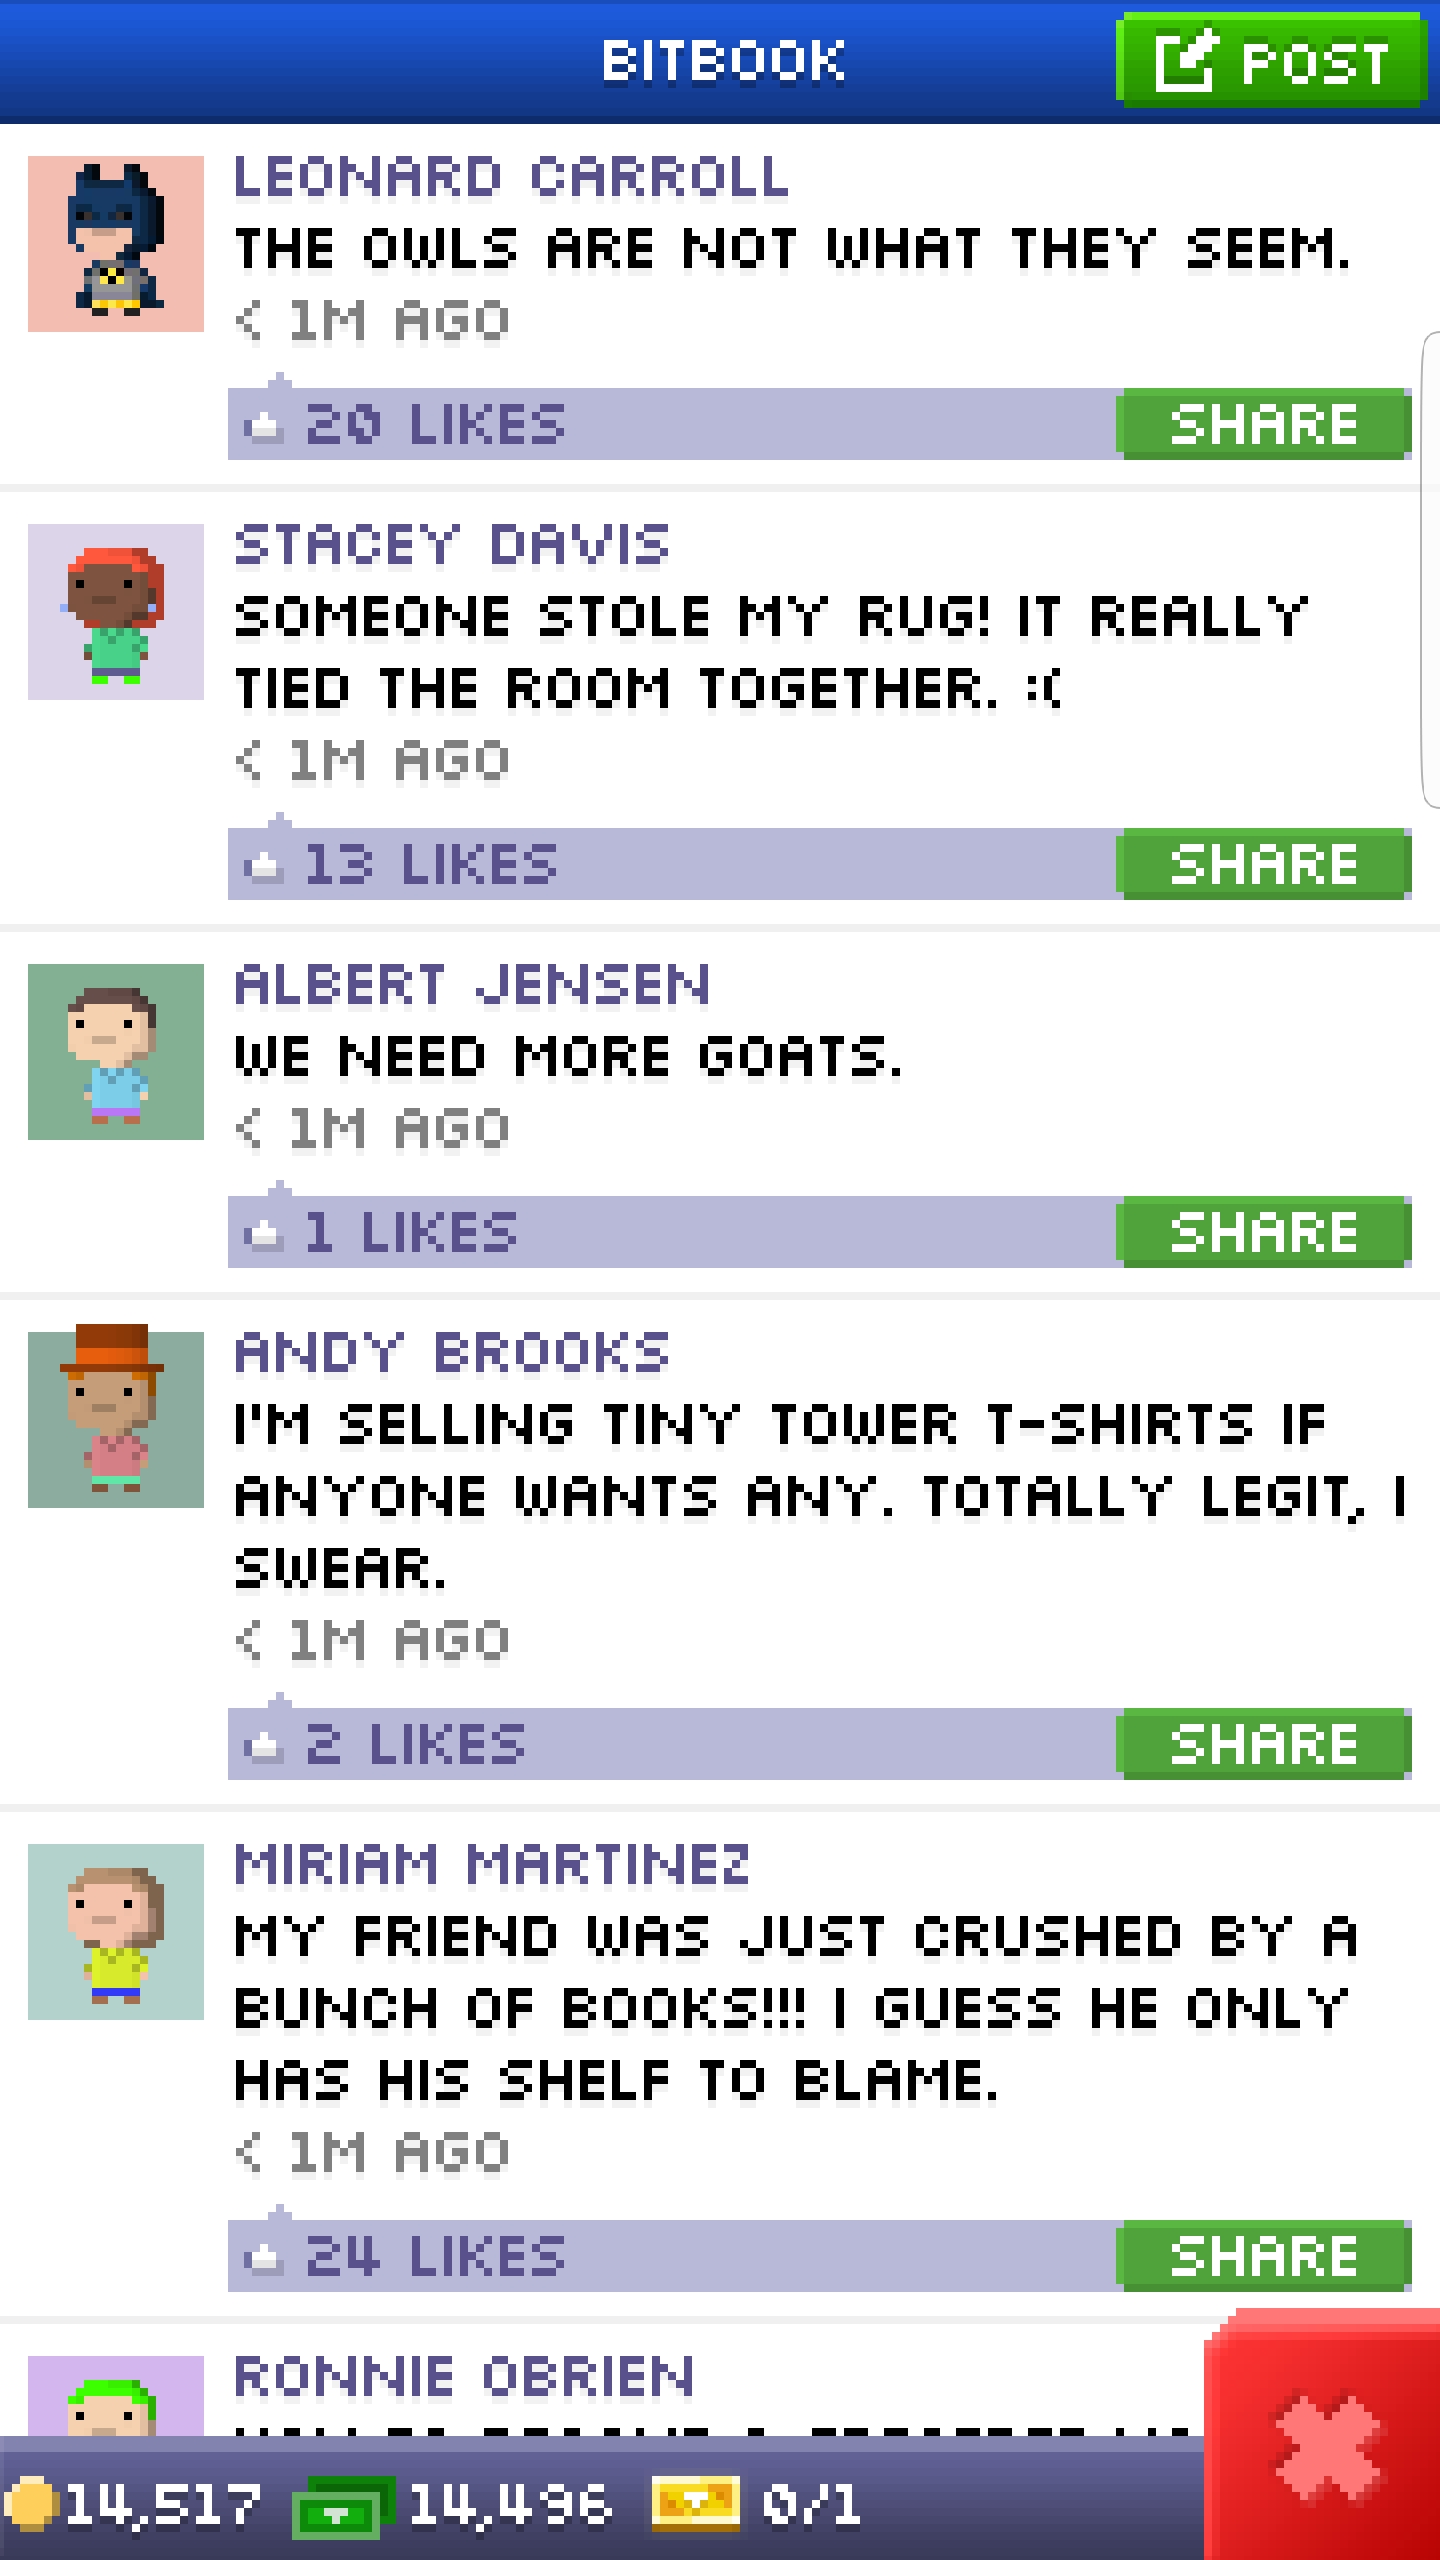 BITBOOK
POST
LEONARD CARROLL
THE OWLS ARE NOT WHAT THEY SEEM.
< 1M AGO
20 LIKES
SHARE
STACEY DAVIS
SOMEONE STOLE MY RUG! IT REALLY
TIED THE ROOM TOGETHER. :(
< 1M AGO
13 LIKES
SHARE
ALBERT JENSEN
WE NEED MORE GOATS.
< 1M AGO
1 LIKES
SHARE
ANDY BROOKS
I'M SELLING TINY TOWER T-SHIRTS IF
ANYONE WANTS ANY. TOTALLY LEGIT, I
SWEAR.
< 1M AGO
2 LIKES
SHARE
MIRIAM MARTINEZ
MY FRIEND WAS JUST CRUSHED BY A
BUNCH OF BOOKS!!! I GUESS HE ONLY
HAS HIS SHELF TO BLAME.
< 1M AGO
24 LIKES
SHARE
RONNIE OBRIEN
14,517
14,496
0/1